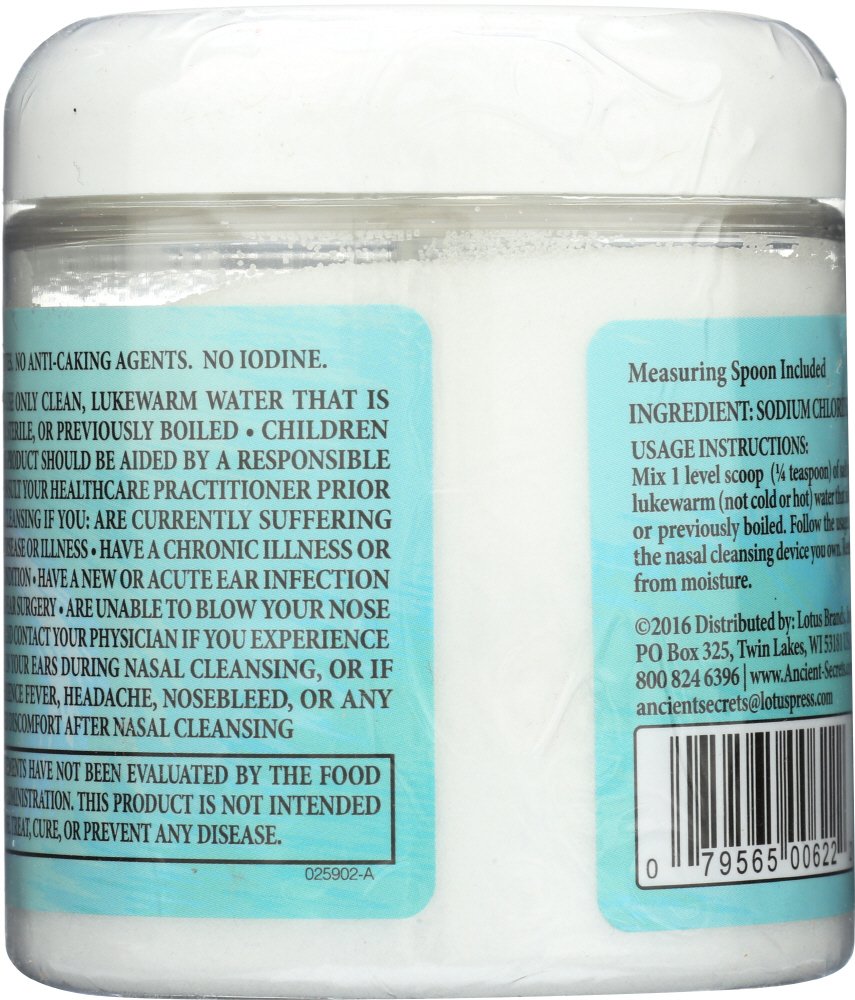 NO ANTI-CAKING AGENTS. NO IODINE.
ONLY CLEAN, LUKEWARM WATER THAT IS
OR PREVIOUSLY BOILED • CHILDREN
SHOULD BE AIDED BY A RESPONSIBLE
YOUR HEALTHCARE PRACTITIONER PRIOR
IF YOU: ARE CURRENTLY SUFFERING
OR ILLNESS • HAVE A CHRONIC ILLNESS OR
• HAVE A NEW OR ACUTE EAR INFECTION
SURGERY • ARE UNABLE TO BLOW YOUR NOSE
CONTACT YOUR PHYSICIAN IF YOU EXPERIENCE
YOUR EARS DURING NASAL CLEANSING, OR IF
FEVER, HEADACHE, NOSEBLEED, OR ANY
AFTER NASAL CLEANSING
HAVE NOT BEEN EVALUATED BY THE FOOD
THIS PRODUCT IS NOT INTENDED
TREAT, CURE, OR PREVENT ANY DISEASE.
025902-A
Measuring Spoon Included
INGREDIENT: SODIUM
USAGE INSTRUCTIONS:
Mix 1 level scoop (¼ teaspoon) of
lukewarm (not cold or hot) water
or previously boiled. Follow the
the nasal cleansing device you own.
from moisture.
©2016 Distributed by: Lotus
PO Box 325, Twin Lakes, WI 53181
800 824 6396 | www.Ancient-Secrets.
ancientsecrets@lotuspress.com
0 79565 00622